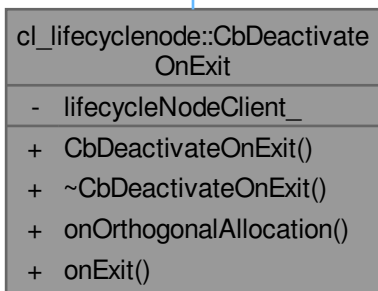 cl_lifecyclenode::CbDeactivate
OnExit
- lifecycleNodeClient_
+ CbDeactivateOnExit()
+ ~CbDeactivateOnExit()
+ onOrthogonalAllocation()
+ onExit()